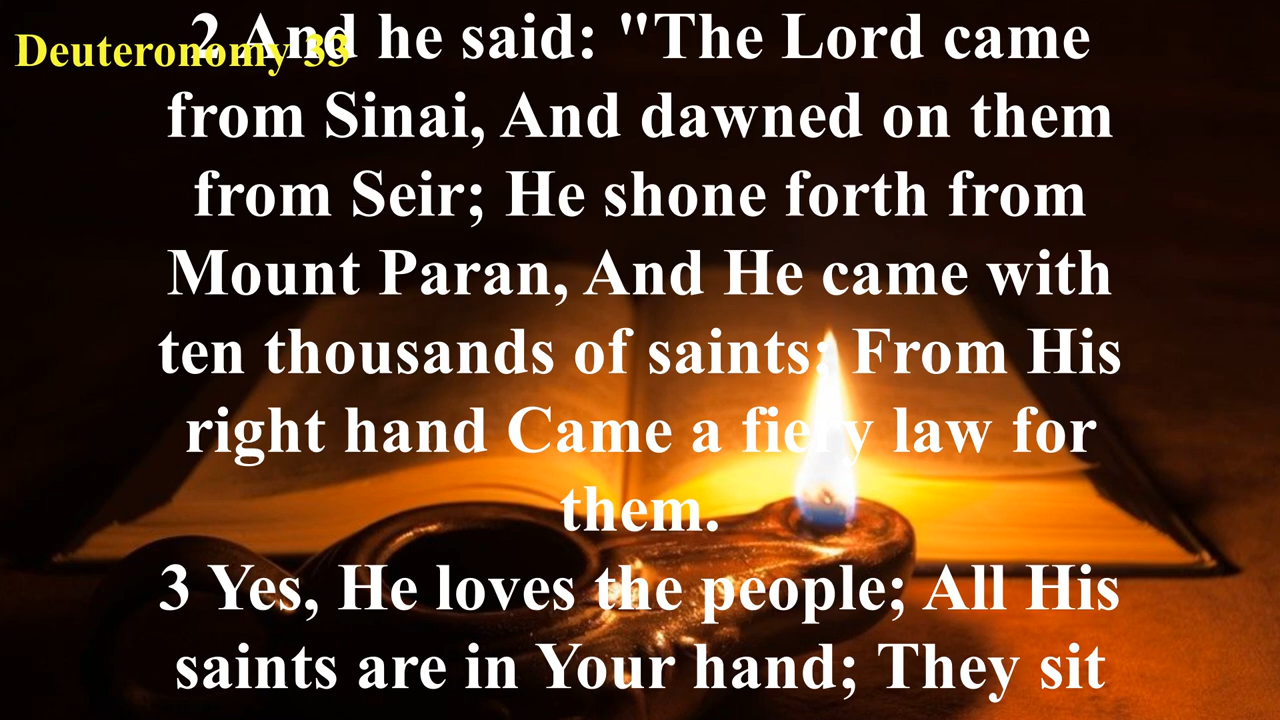 Deuteronomy 33
2 And he said: "The Lord came
from Sinai, And dawned on them
from Seir; He shone forth from
Mount Paran, And He came with
ten thousands of saints; From His
right hand Came a fiery law for
them.
3 Yes, He loves the people; All His
saints are in Your hand; They sit